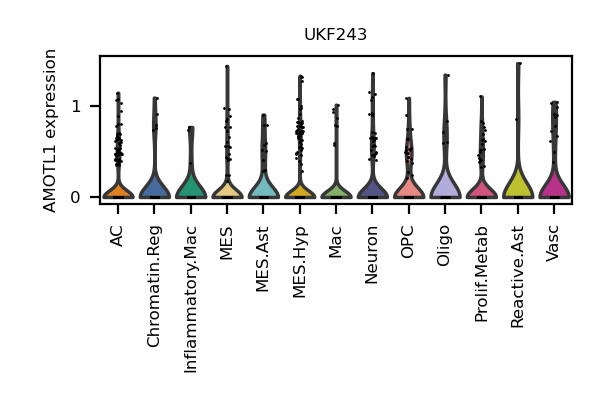 UKF243
AMOTL1 expression
1
0
AC
Chromatin.Reg
Inflammatory.Mac
MES
MES.Ast
MES.Hyp
Mac
Neuron
OPC
Oligo
Prolif.Metab
Reactive.Ast
Vasc